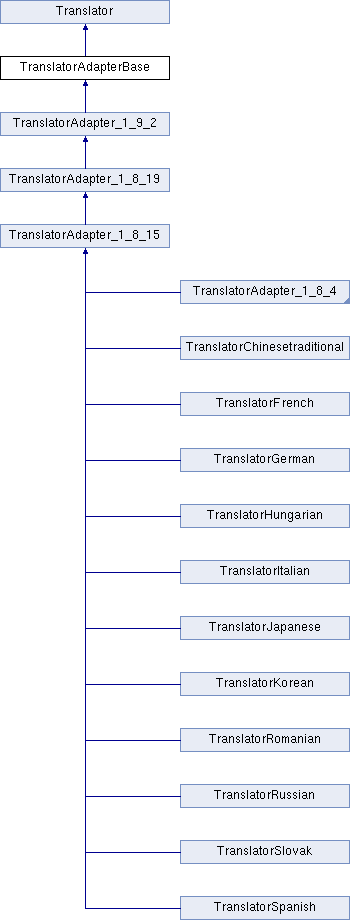 Translator
TranslatorAdapterBase
TranslatorAdapter_1_9_2
TranslatorAdapter_1_8_19
TranslatorAdapter_1_8_15
TranslatorAdapter_1_8_4
TranslatorChinesetraditional
TranslatorFrench
TranslatorGerman
TranslatorHungarian
TranslatorItalian
TranslatorJapanese
TranslatorKorean
TranslatorRomanian
TranslatorRussian
TranslatorSlovak
TranslatorSpanish